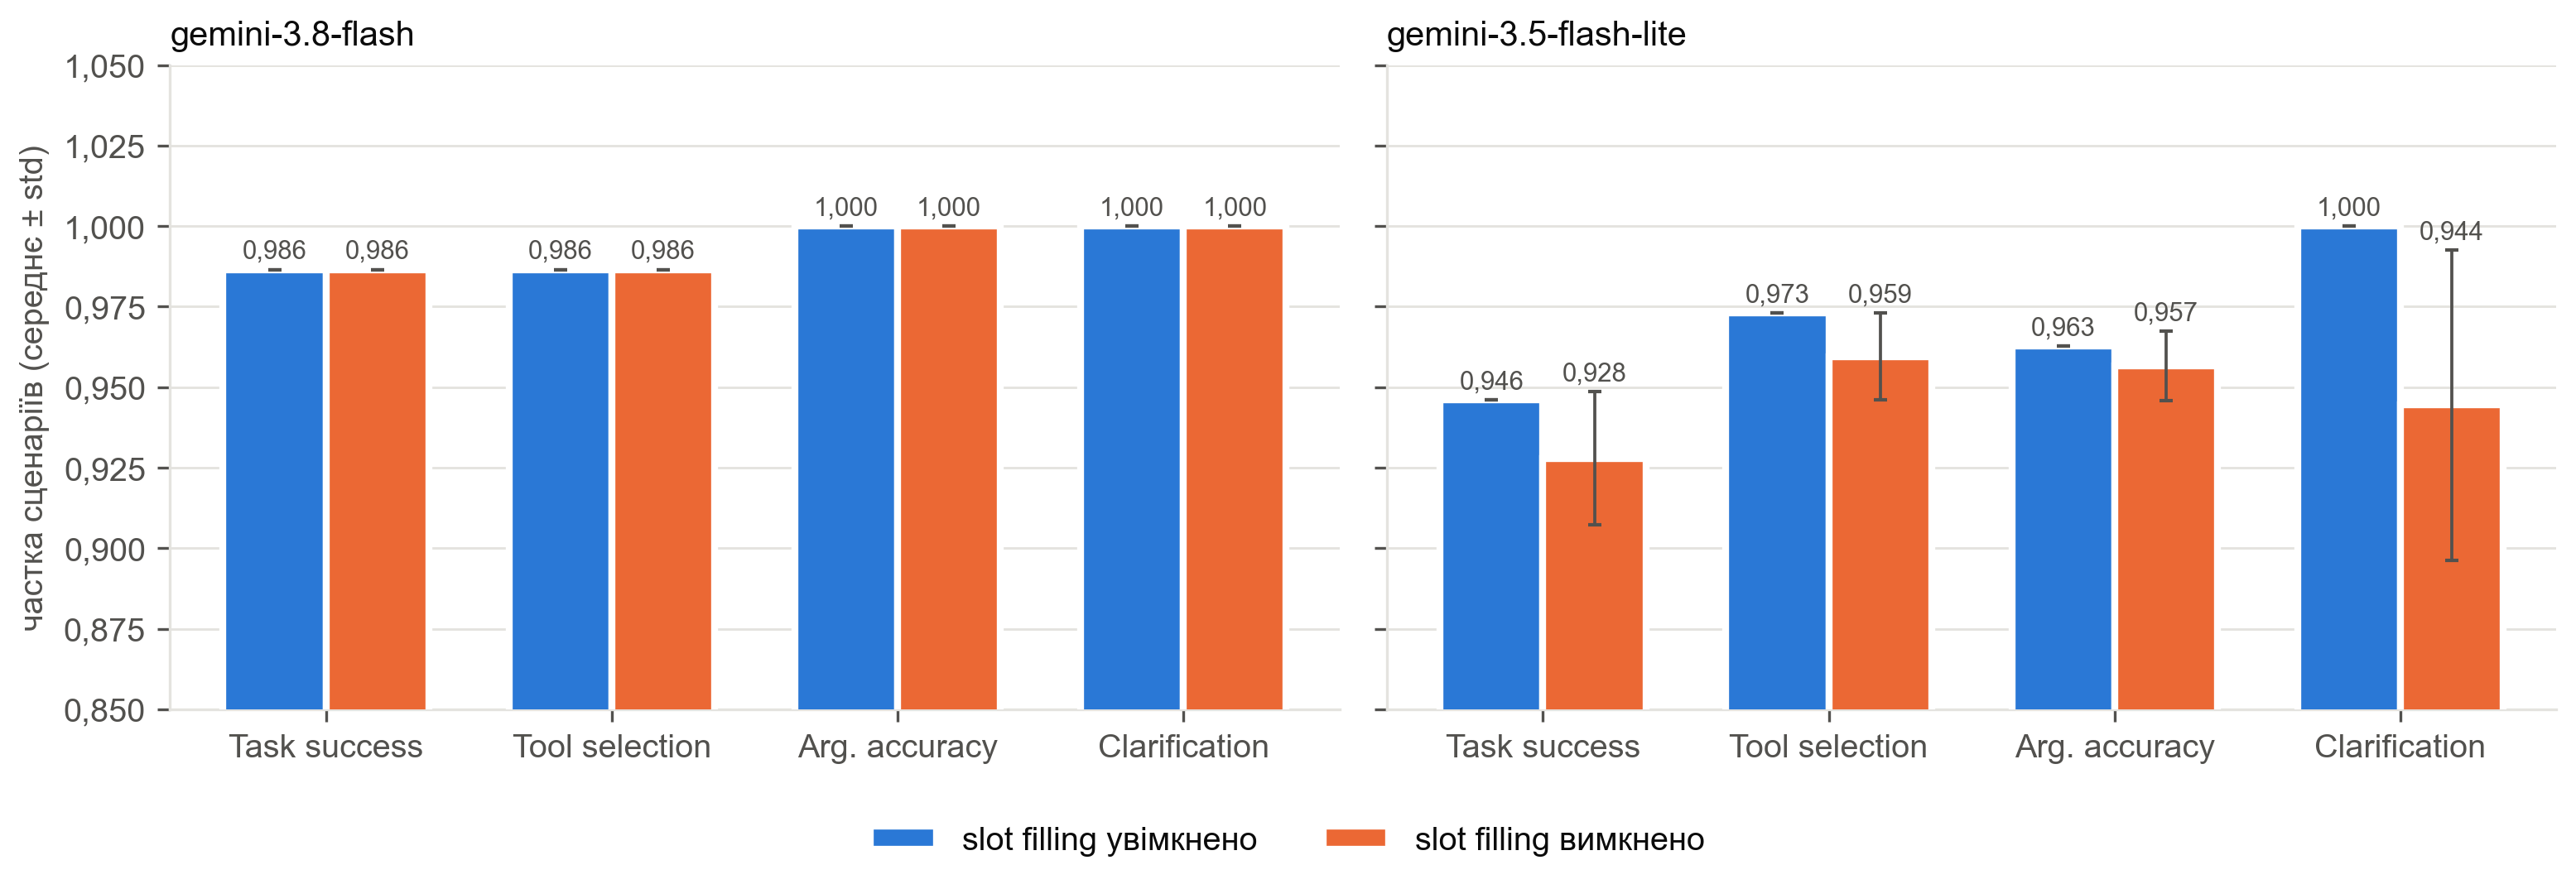 gemini-3.8-flash
gemini-3.5-flash-lite
частка сценаріїв (середнє ± std)
1,050
1,025
1,000
0,975
0,950
0,925
0,900
0,875
0,850
0,986 0,986 0,986 0,986 1,000 1,000 1,000 1,000
0,946 0,928 0,973 0,959 0,963 0,957 1,000 0,944
Task success Tool selection Arg. accuracy Clarification
Task success Tool selection Arg. accuracy Clarification
slot filling увімкнено
slot filling вимкнено